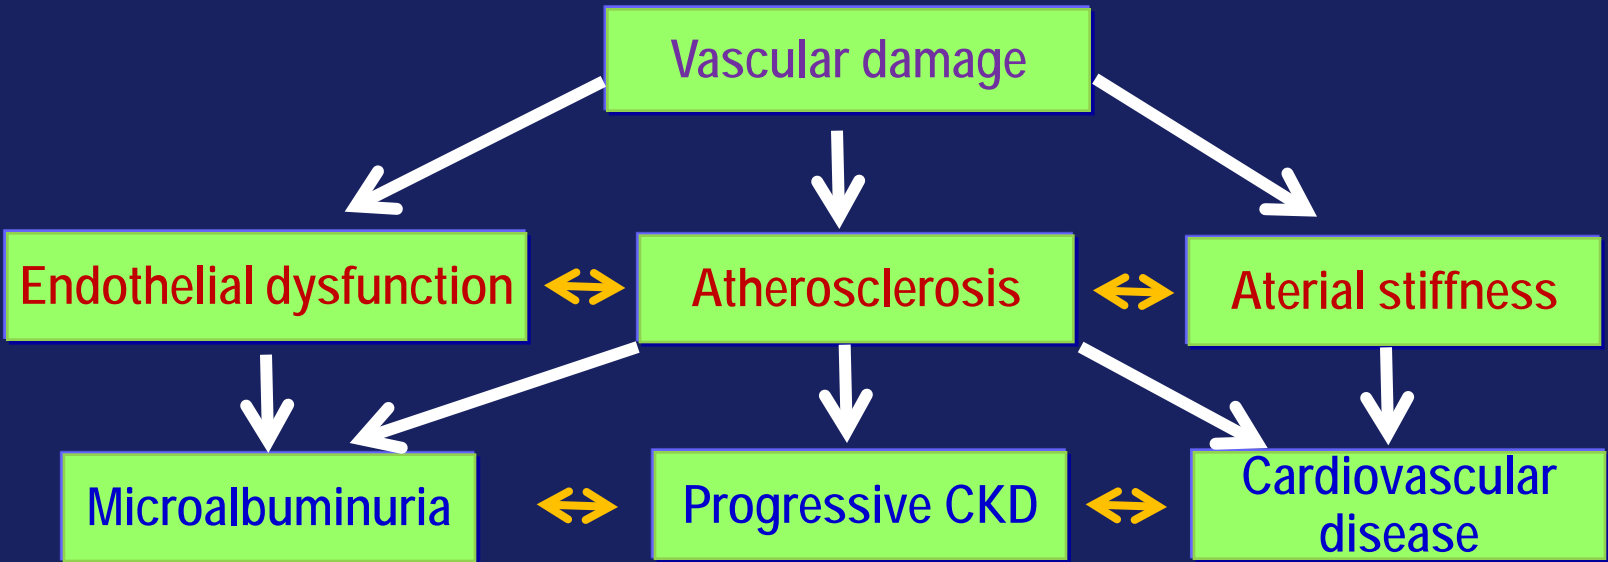 Vascular damage
Endothelial dysfunction
Atherosclerosis
Aterial stiffness
Microalbuminuria
Progressive CKD
Cardiovascular
disease